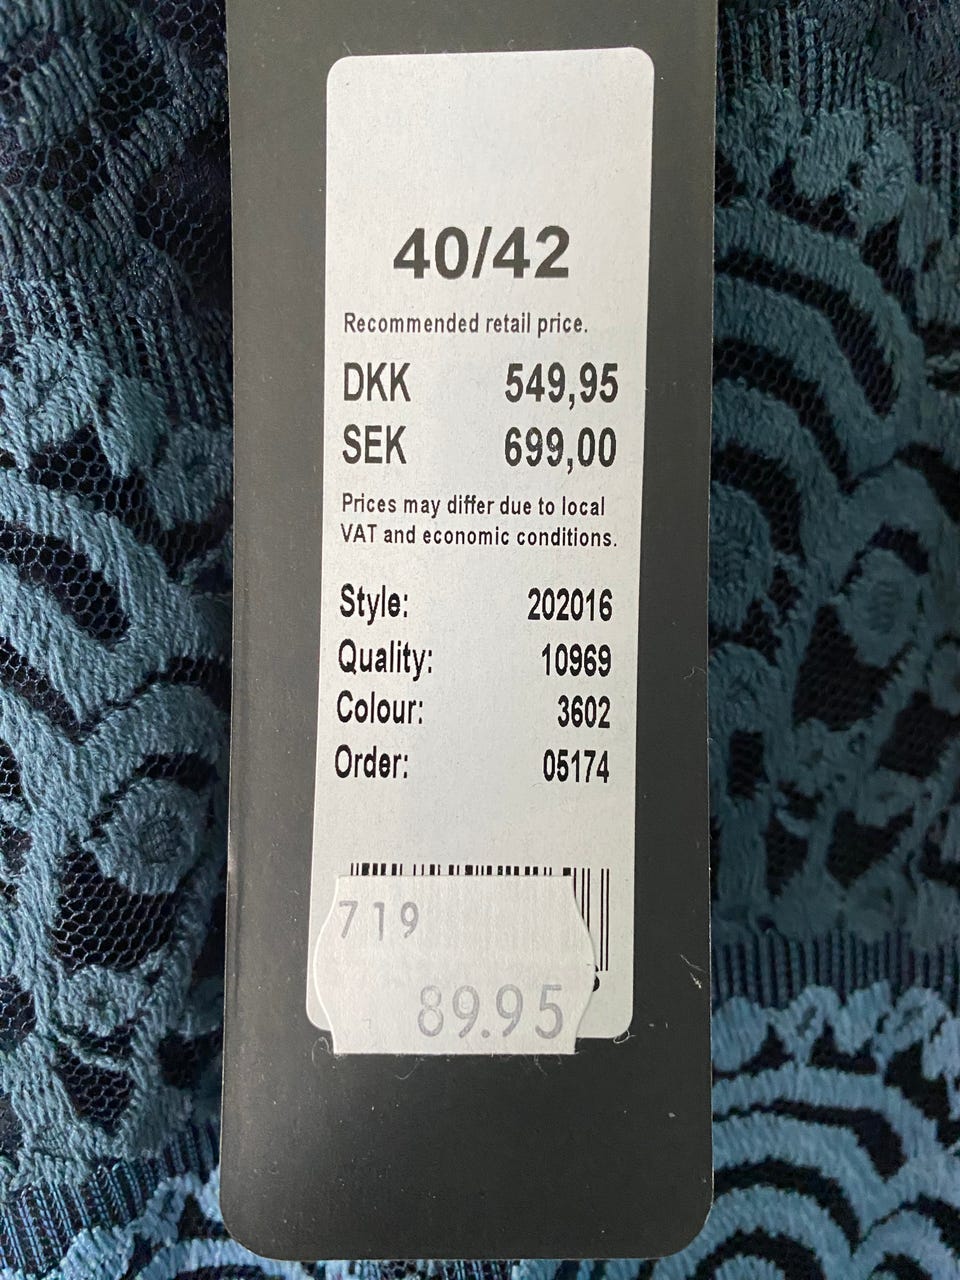 40/42
Recommended retail price.
DKK 549,95
SEK 699,00
Prices may differ due to local
VAT and economic conditions.
Style: 202016
Quality: 10969
Colour: 3602
Order: 05174
719
89.95